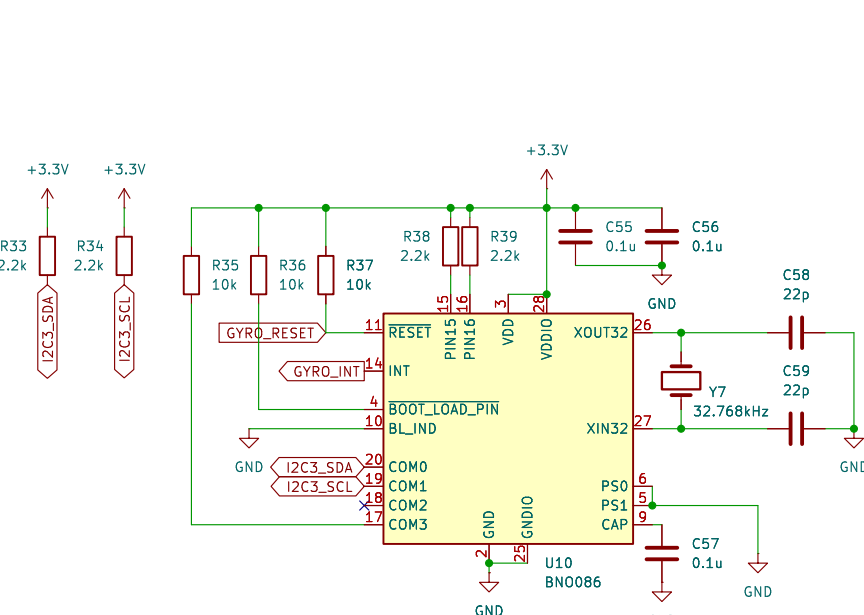 +3.3V
+3.3V
+3.3V
R33
2.2k
R34
2.2k
R35
10k
R36
10k
R37
10k
R38
2.2k
R39
2.2k
C55
0.1u
C56
0.1u
GND
C58
22p
I2C3_SDA
I2C3_SCL
GYRO_RESET
GYRO_INT
GND
I2C3_SDA
I2C3_SCL
15
16
3
28
PIN15
PIN16
VDD
VDDIO
11
RESET
14
INT
4
BOOT_LOAD_PIN
10
BL_IND
20
COM0
19
COM1
18
COM2
17
COM3
XOUT32
26
XIN32
27
PS0
6
PS1
5
CAP
9
GND
GNDIO
2
25
U10
BNO086
Y7
32.768kHz
C59
22p
GND
C57
0.1u
GND
GND